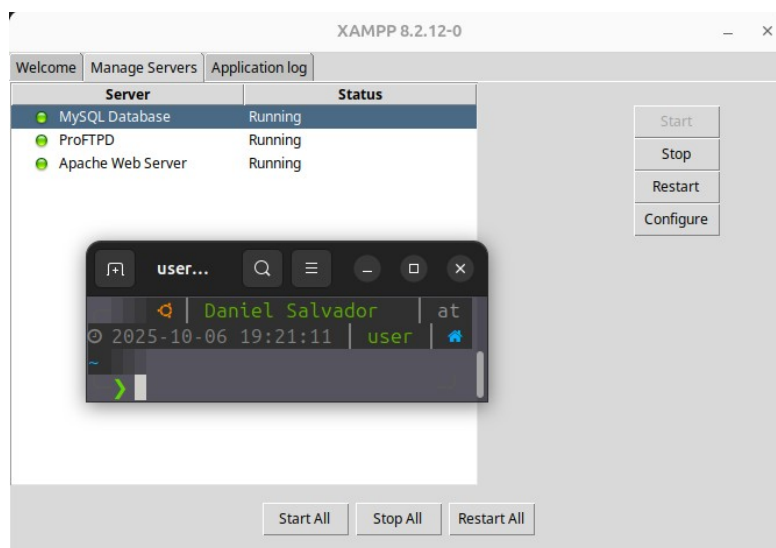 XAMPP 8.2.12-0
Welcome Manage Servers Application log
Server Status
MySQL Database Running
ProFTPD Running
Apache Web Server Running
Start
Stop
Restart
Configure
user...
Daniel Salvador | at
2025-10-06 19:21:11 | user |
~
❯
Start All Stop All Restart All